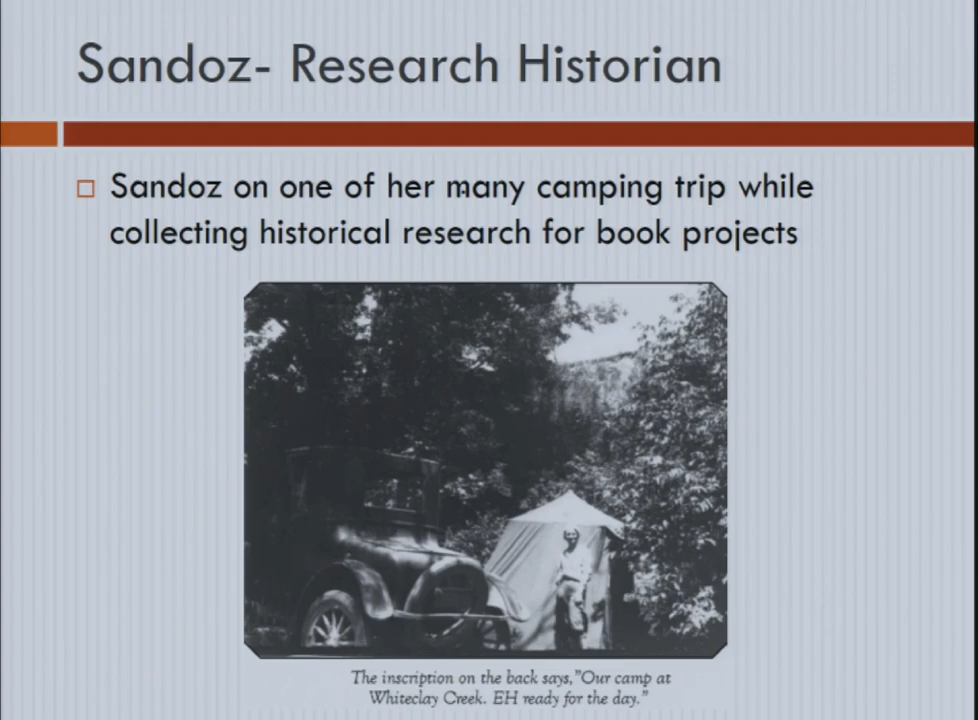 Sandoz- Research Historian
Sandoz on one of her many camping trip while
collecting historical research for book projects
The inscription on the back says,"Our camp at
Whiteclay Creek. EH ready for the day."